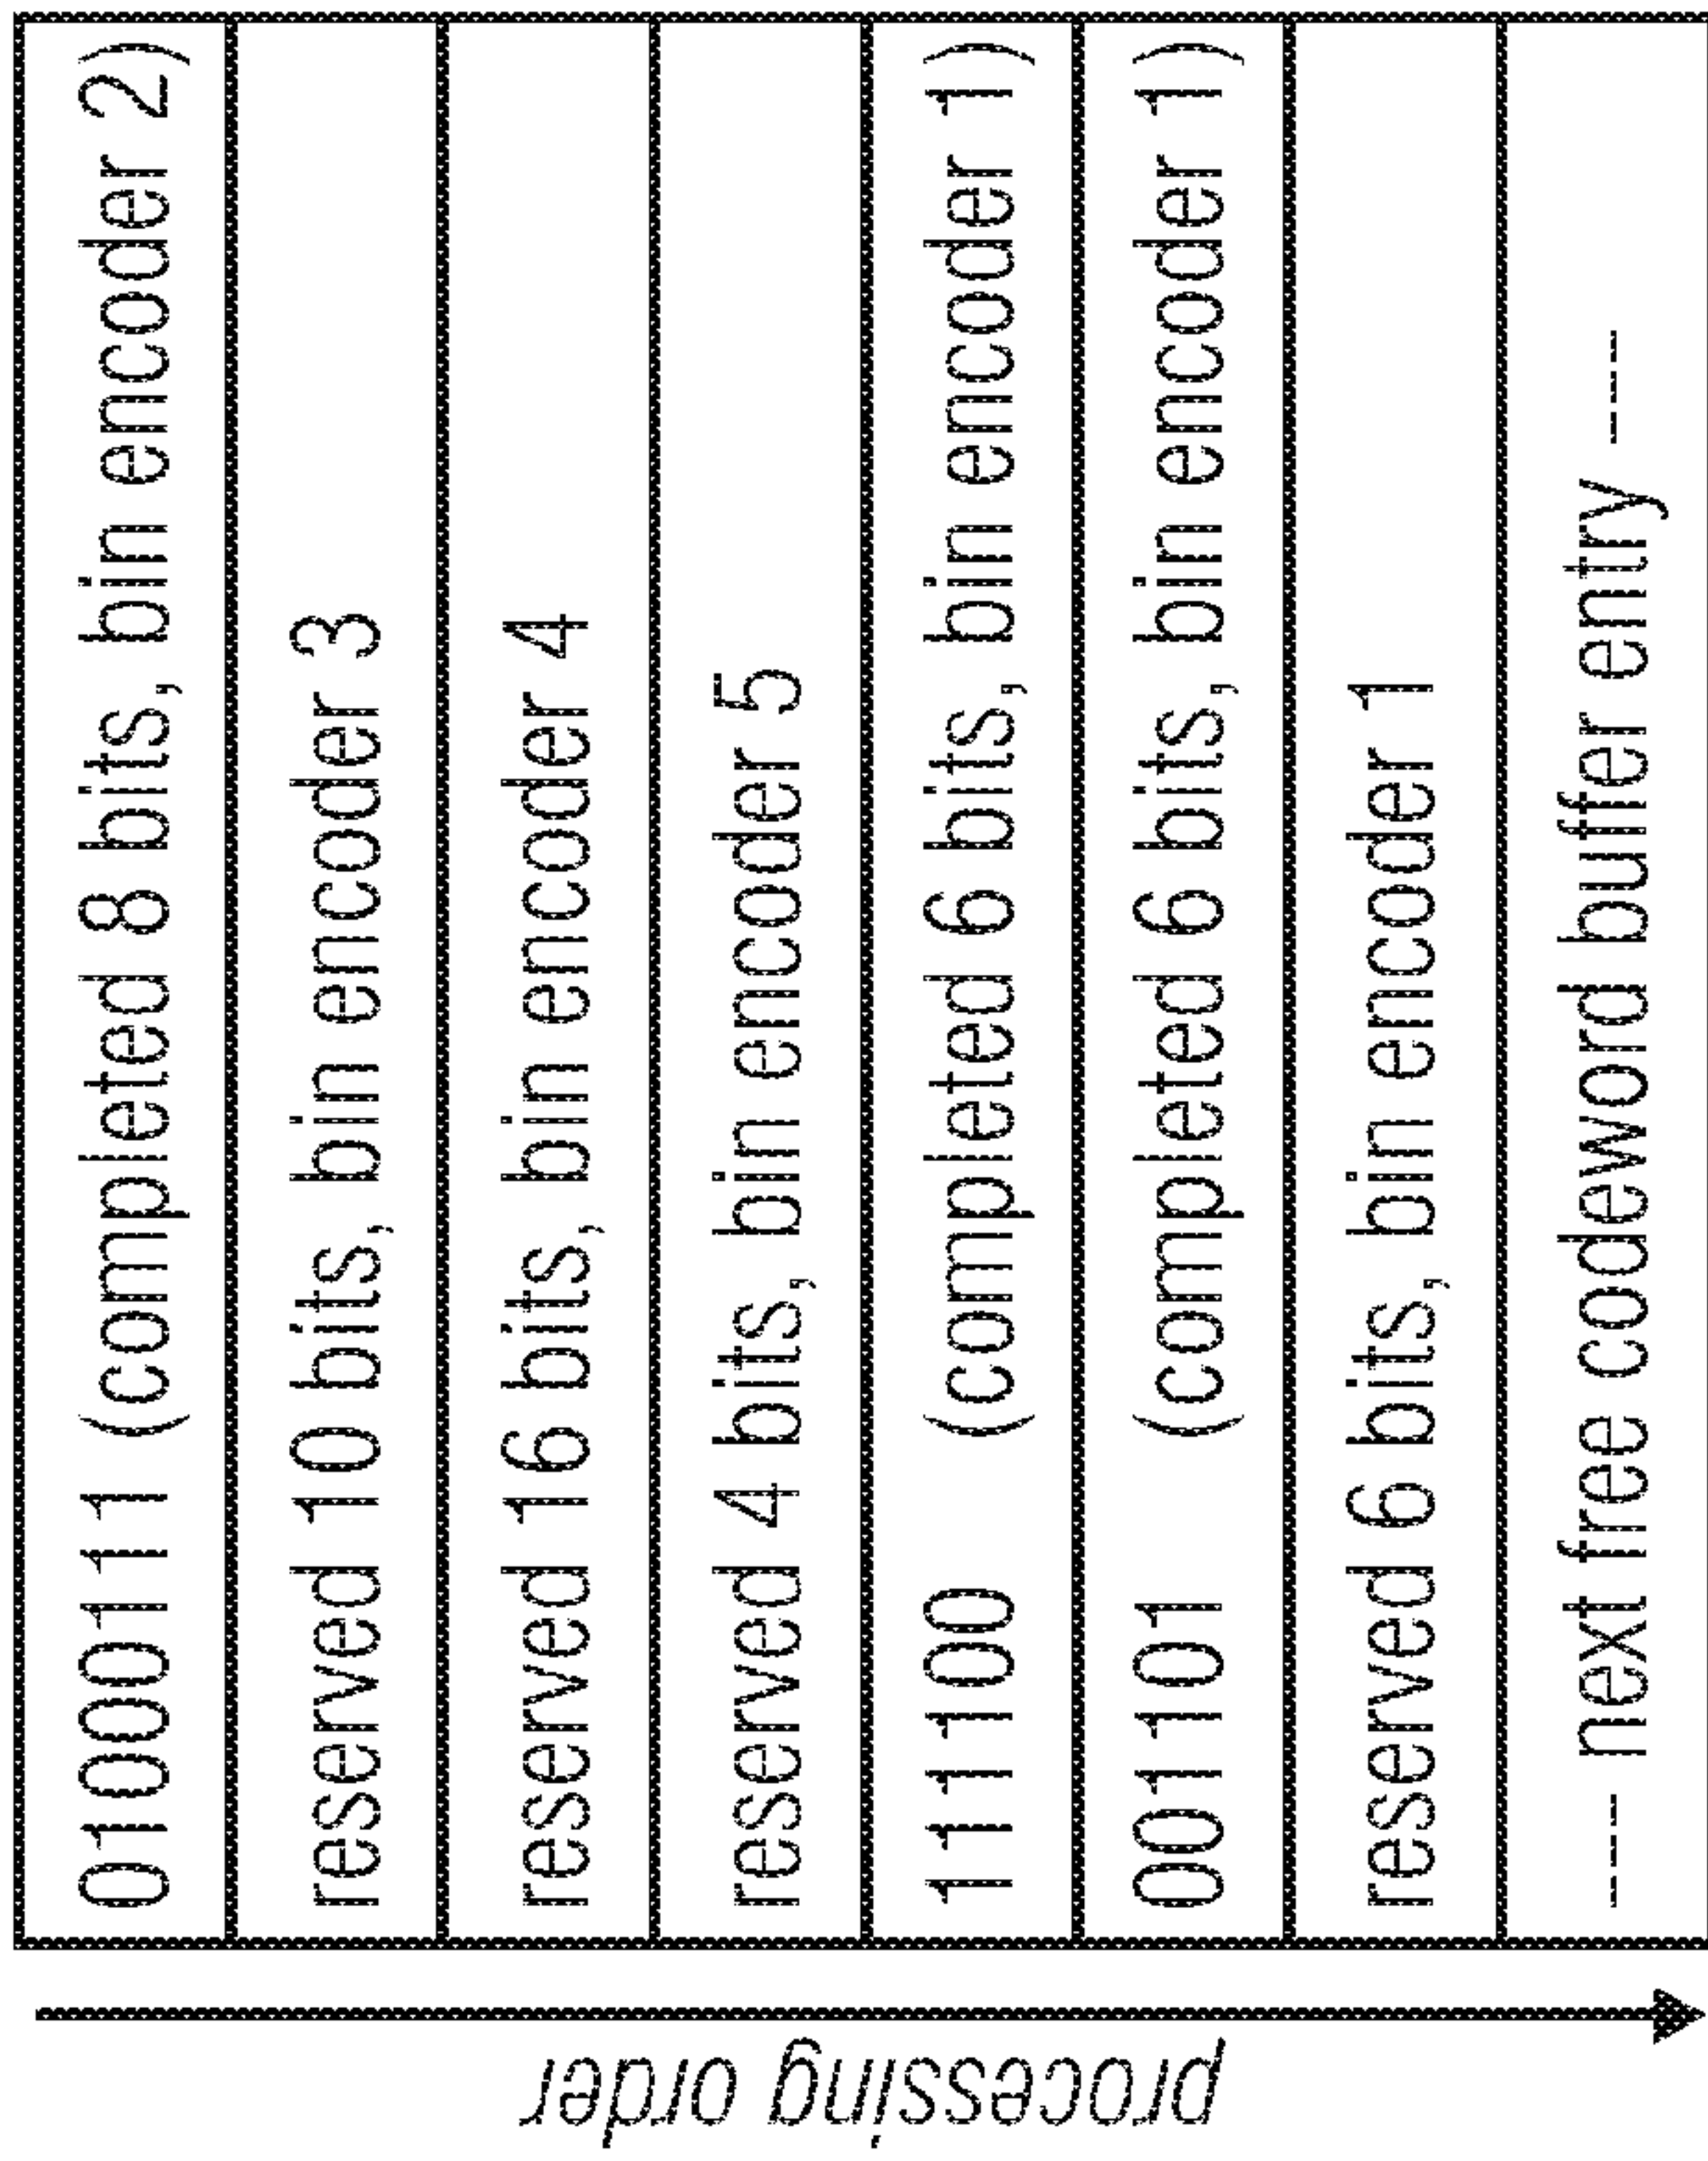 01000111 (completed 8 bits, bin encoder 2)
reserved 10 bits, bin encoder 3
reserved 16 bits, bin encoder 4
reserved 4 bits, bin encoder 5
111100 (completed 6 bits, bin encoder 1)
001101 (completed 6 bits, bin encoder 1)
reserved 6 bits, bin encoder 1
---- next free codeword buffer entry ----
processing order